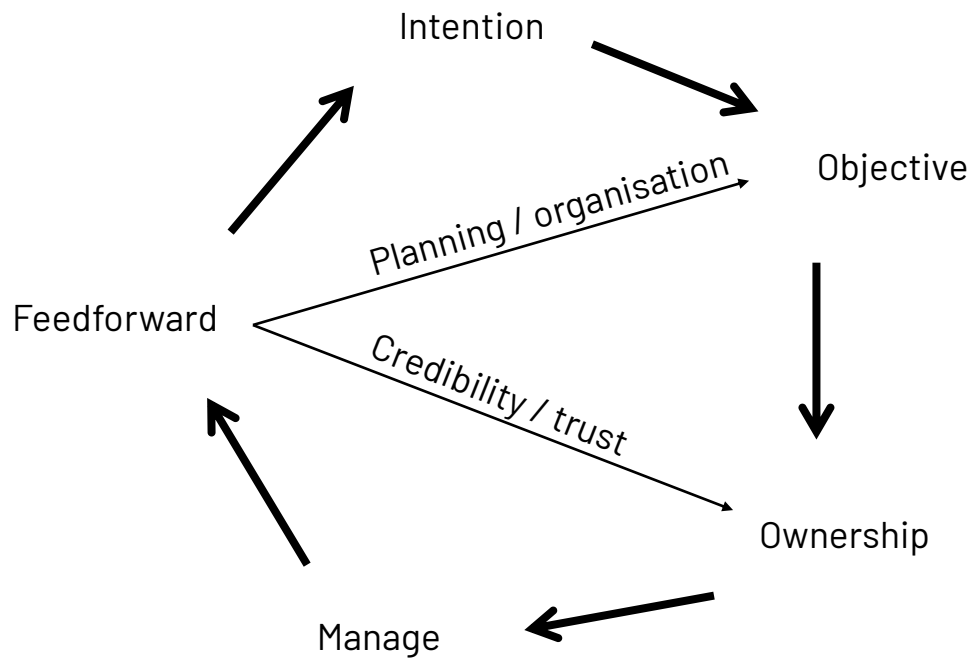 Intention
Objective
Planning / organisation
Feedforward
Credibility / trust
Ownership
Manage